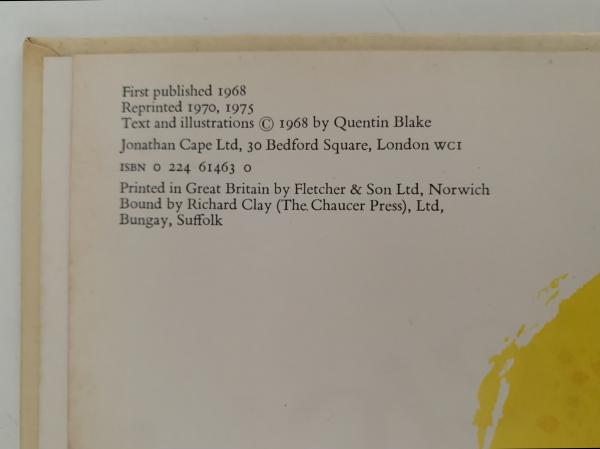 First published 1968
Reprinted 1970, 1975
Text and illustrations © 1968 by Quentin Blake
Jonathan Cape Ltd, 30 Bedford Square, London WC1
ISBN 0 224 61463 0
Printed in Great Britain by Fletcher & Son Ltd, Norwich
Bound by Richard Clay (The Chaucer Press), Ltd,
Bungay, Suffolk